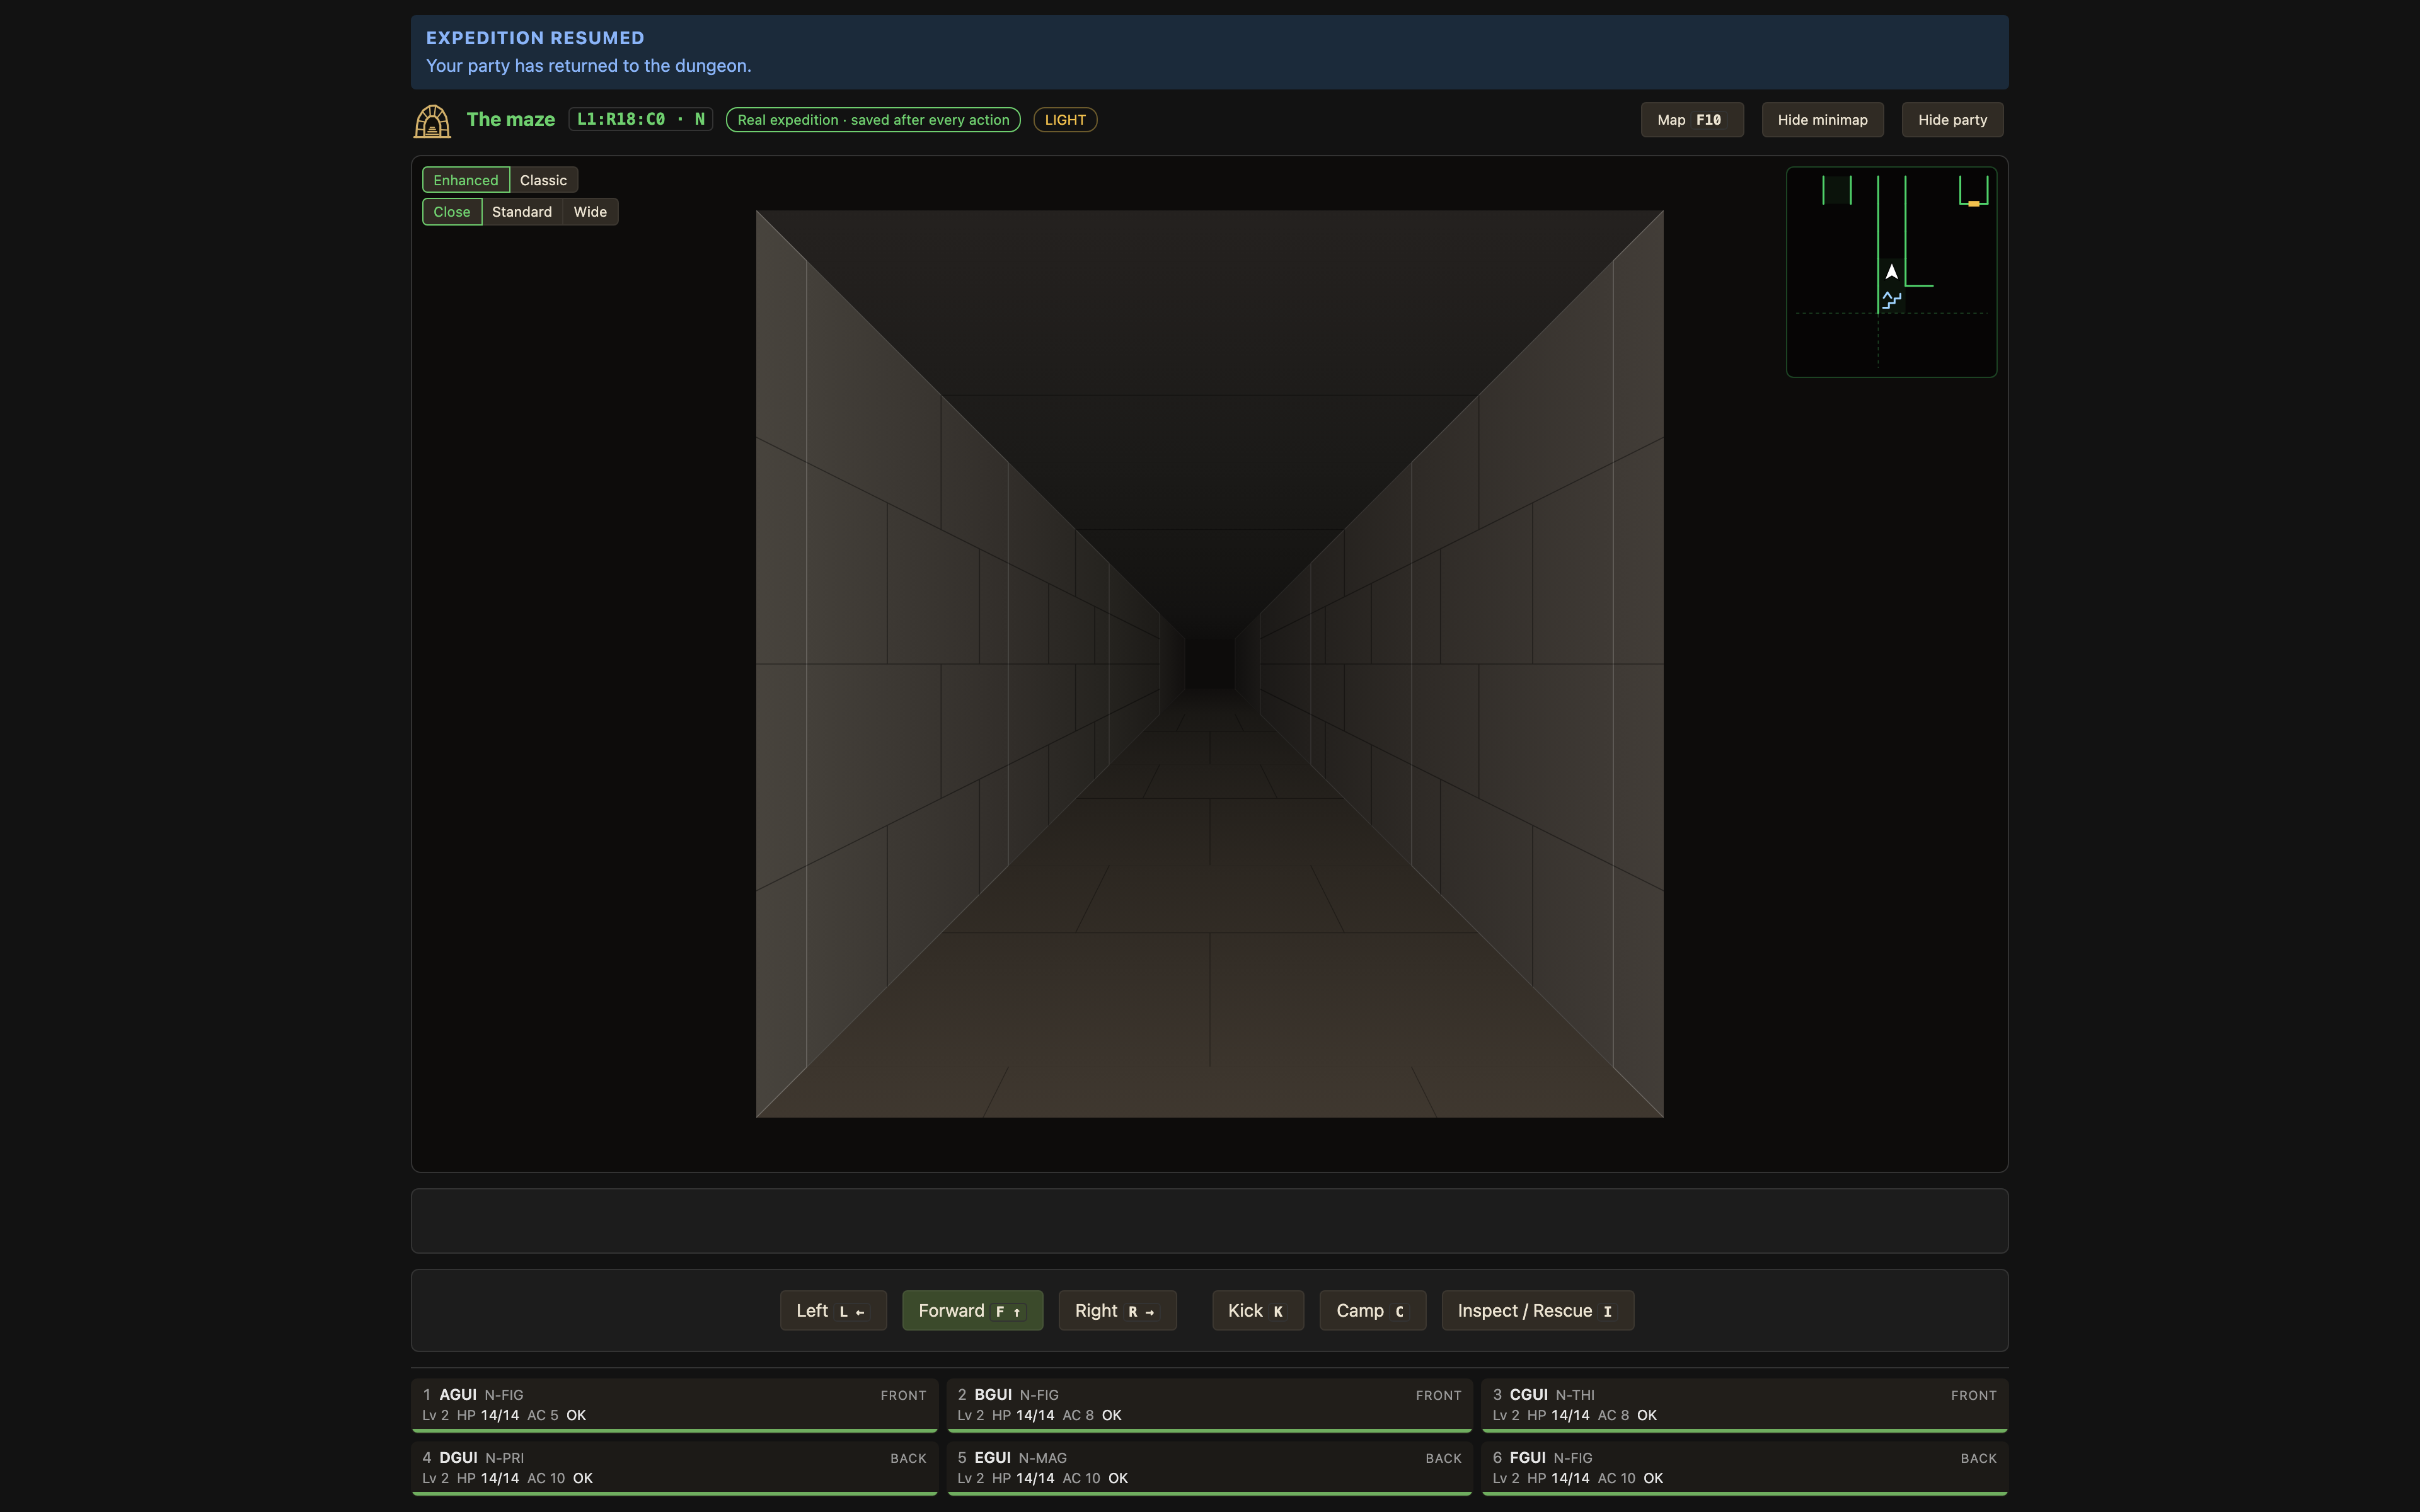 EXPEDITION RESUMED
Your party has returned to the dungeon.
The maze L1:R18:C0 · N Real expedition · saved after every action LIGHT Map F10 Hide minimap Hide party
Enhanced Classic
Close Standard Wide
Left L ← Forward F ↑ Right R → Kick K Camp C Inspect / Rescue I
1 AGUI N-FIG FRONT
Lv 2 HP 14/14 AC 5 OK
2 BGUI N-FIG FRONT
Lv 2 HP 14/14 AC 8 OK
3 CGUI N-THI FRONT
Lv 2 HP 14/14 AC 8 OK
4 DGUI N-PRI BACK
Lv 2 HP 14/14 AC 10 OK
5 EGUI N-MAG BACK
Lv 2 HP 14/14 AC 10 OK
6 FGUI N-FIG BACK
Lv 2 HP 14/14 AC 10 OK